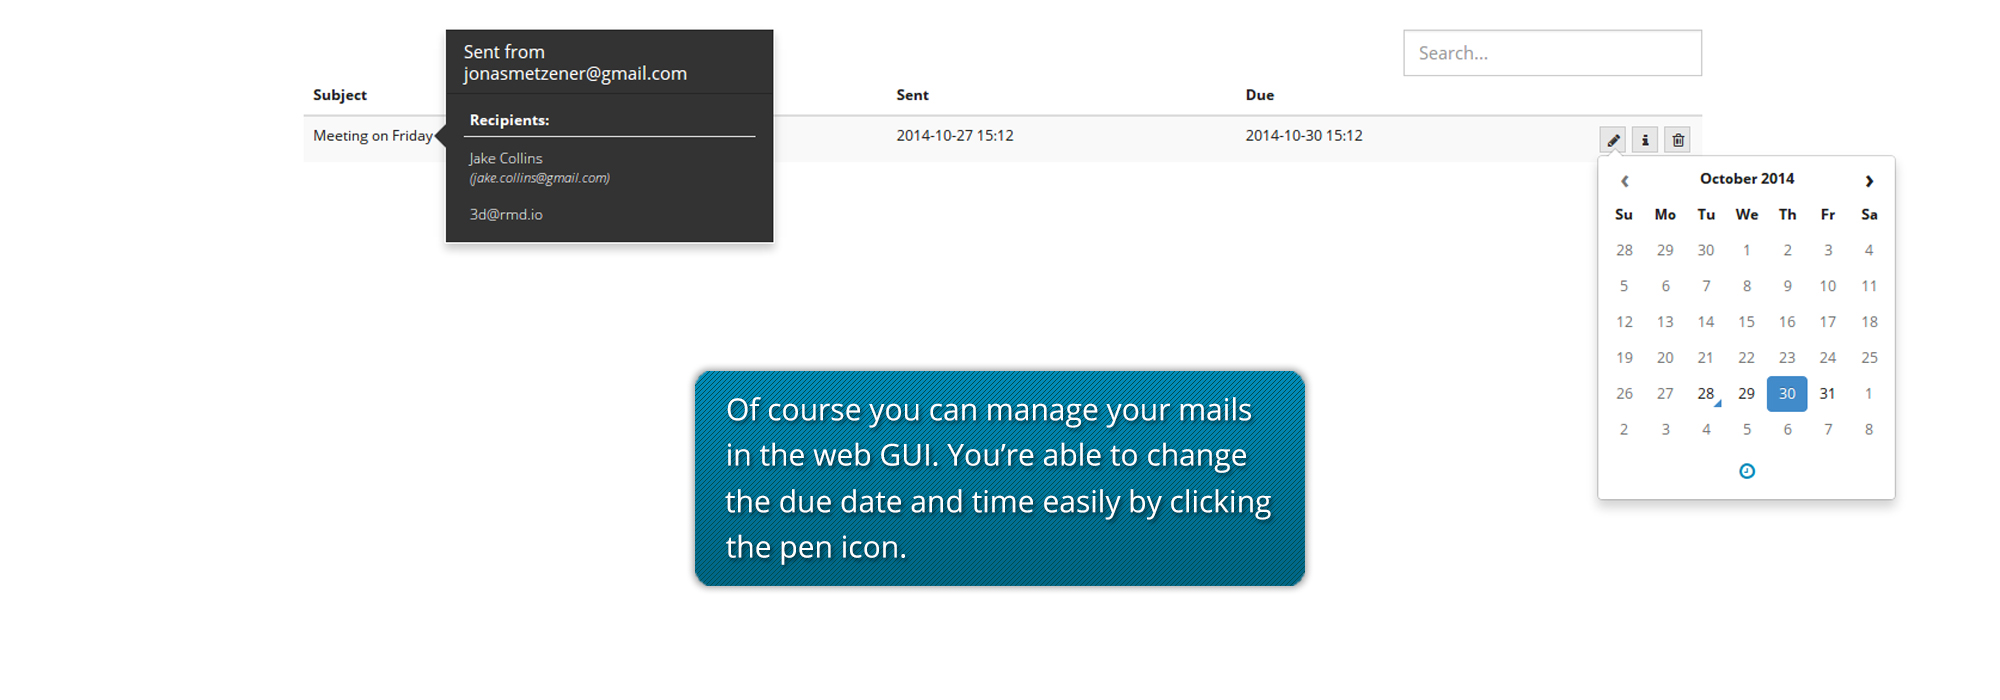 Sent from
jonasmetzener@gmail.com
Search...
Subject
Sent
Due
Recipients:
Meeting on Friday
2014-10-27 15:12
2014-10-30 15:12
Jake Collins
(jake.collins@gmail.com)
3d@rmd.io
October 2014
Su Mo Tu We Th Fr Sa
28 29 30 1 2 3 4
5 6 7 8 9 10 11
12 13 14 15 16 17 18
19 20 21 22 23 24 25
26 27 28 29 30 31 1
2 3 4 5 6 7 8
Of course you can manage your mails
in the web GUI. You’re able to change
the due date and time easily by clicking
the pen icon.